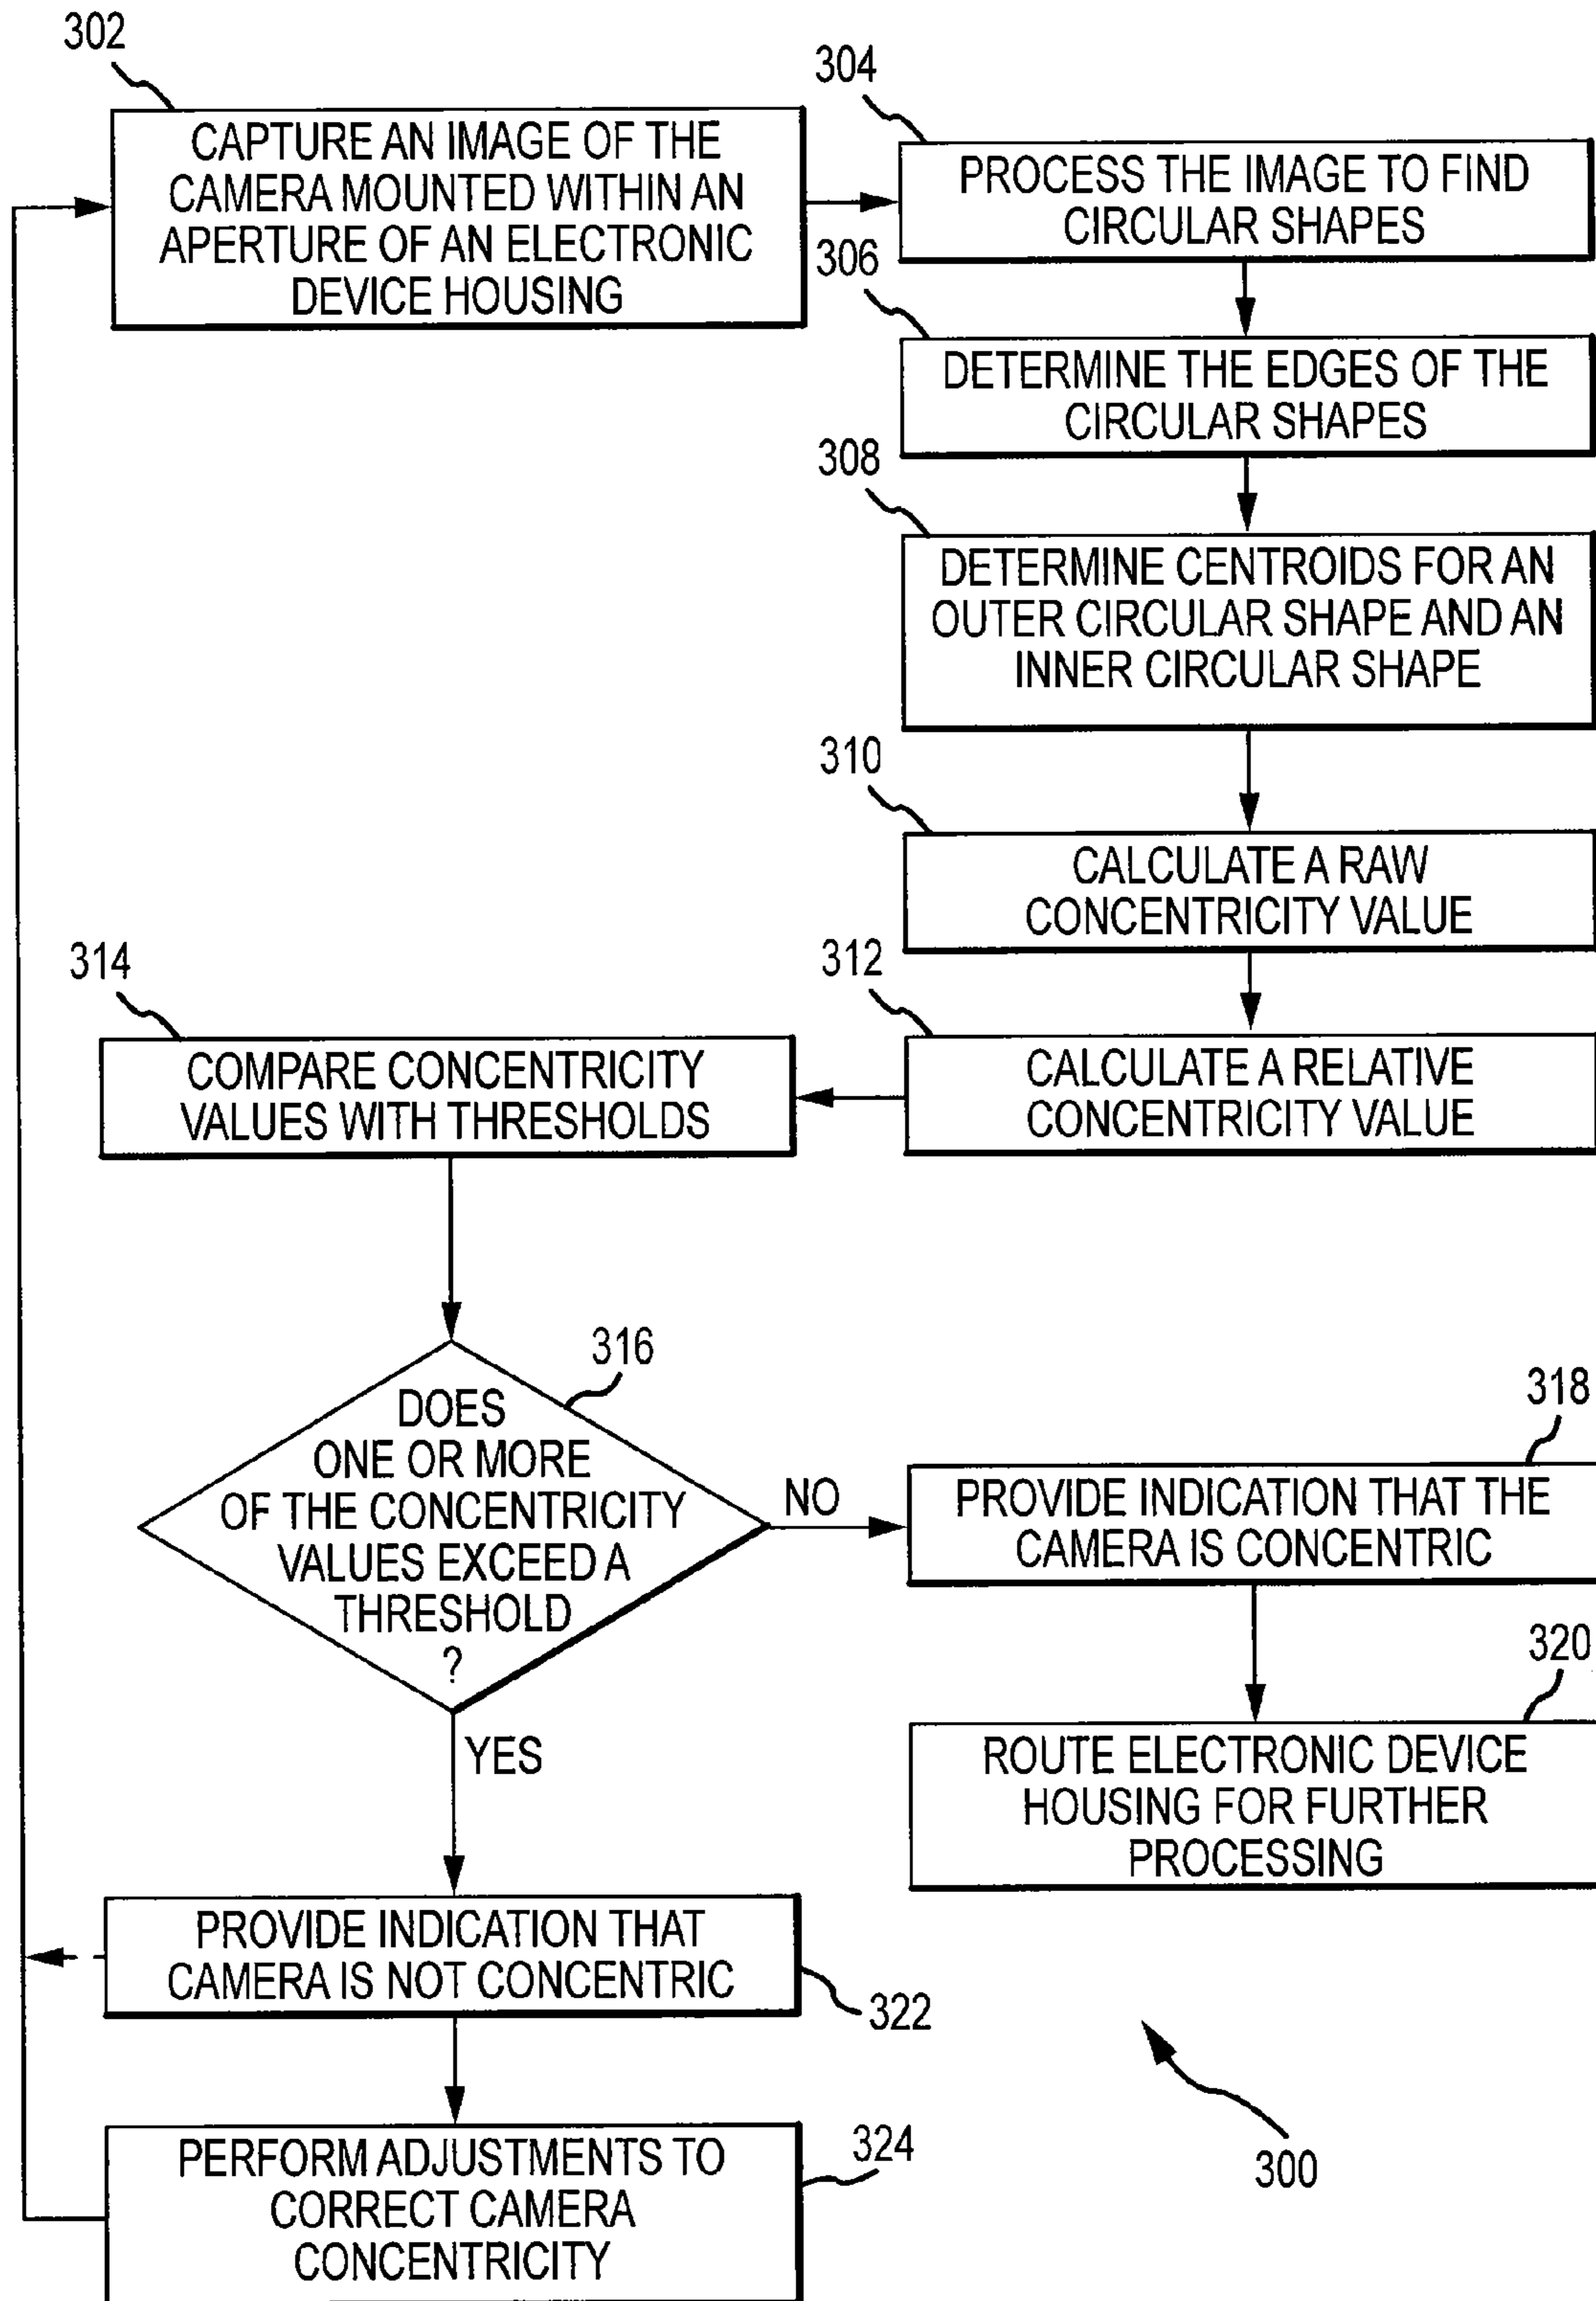 302
CAPTURE AN IMAGE OF THE
CAMERA MOUNTED WITHIN AN
APERTURE OF AN ELECTRONIC
DEVICE HOUSING
304
PROCESS THE IMAGE TO FIND
CIRCULAR SHAPES
306
DETERMINE THE EDGES OF THE
CIRCULAR SHAPES
308
DETERMINE CENTROIDS FOR AN
OUTER CIRCULAR SHAPE AND AN
INNER CIRCULAR SHAPE
310
CALCULATE A RAW
CONCENTRICITY VALUE
312
CALCULATE A RELATIVE
CONCENTRICITY VALUE
314
COMPARE CONCENTRICITY
VALUES WITH THRESHOLDS
316
DOES
ONE OR MORE
OF THE CONCENTRICITY
VALUES EXCEED A
THRESHOLD
?
NO
318
PROVIDE INDICATION THAT THE
CAMERA IS CONCENTRIC
320
ROUTE ELECTRONIC DEVICE
HOUSING FOR FURTHER
PROCESSING
YES
PROVIDE INDICATION THAT
CAMERA IS NOT CONCENTRIC
322
324
PERFORM ADJUSTMENTS TO
CORRECT CAMERA
CONCENTRICITY
300